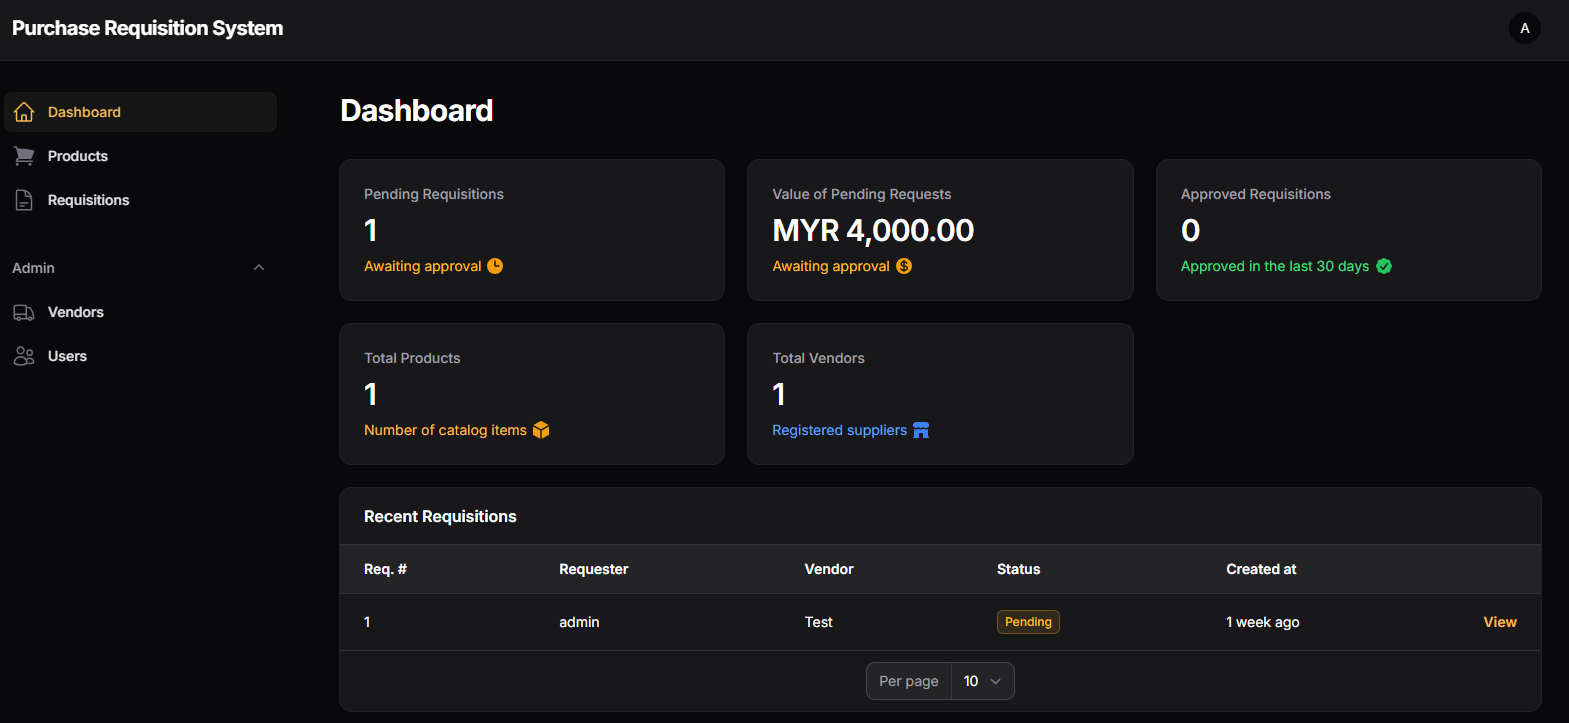 Purchase Requisition System
A
Dashboard
Products
Requisitions
Admin
Vendors
Users
Dashboard
Pending Requisitions
1
Awaiting approval
Value of Pending Requests
MYR 4,000.00
Awaiting approval
Approved Requisitions
0
Approved in the last 30 days
Total Products
1
Number of catalog items
Total Vendors
1
Registered suppliers
Recent Requisitions
Req. # Requester Vendor Status Created at
1 admin Test Pending 1 week ago View
Per page 10